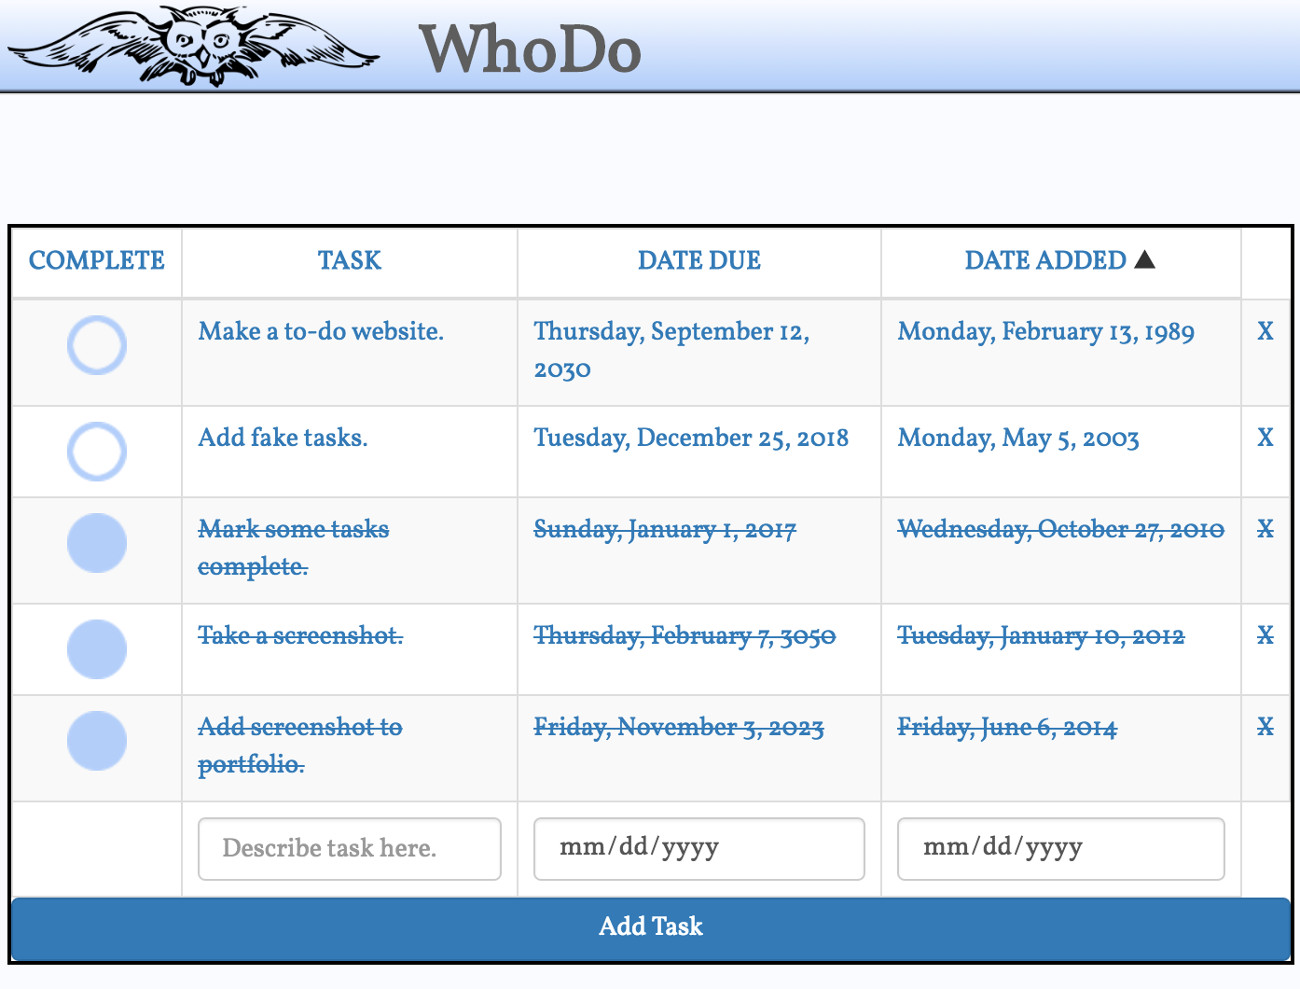 WhoDo
COMPLETE TASK DATE DUE DATE ADDED ▲
Make a to-do website. Thursday, September 12, Monday, February 13, 1989 X
2030
Add fake tasks. Tuesday, December 25, 2018 Monday, May 5, 2003 X
Mark some tasks Sunday, January 1, 2017 Wednesday, October 27, 2010 X
complete.
Take a screenshot. Thursday, February 7, 3050 Tuesday, January 10, 2012 X
Add screenshot to Friday, November 3, 2023 Friday, June 6, 2014 X
portfolio.
Describe task here. mm/dd/yyyy mm/dd/yyyy
Add Task